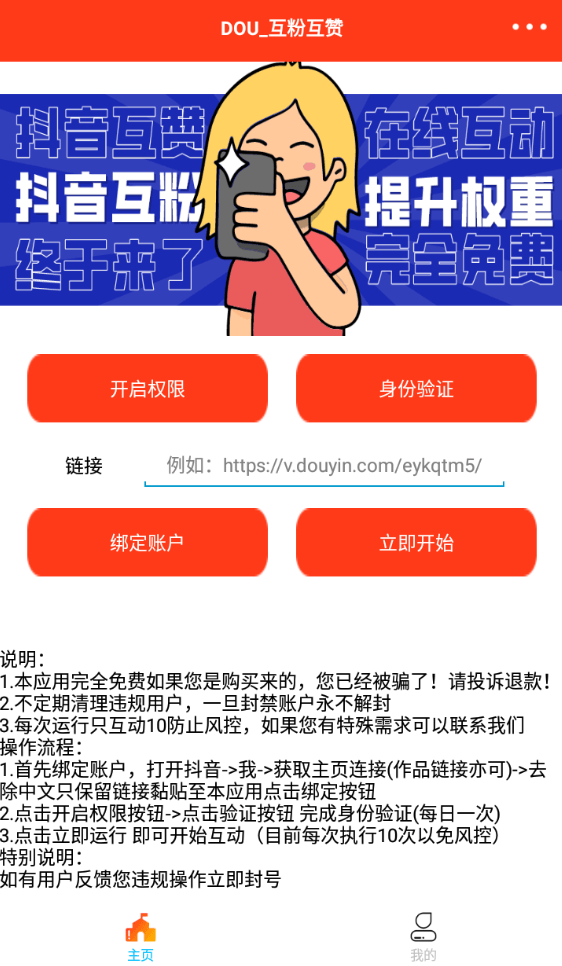 DOU_互粉互赞
抖音互赞
在线互动
抖音互粉
提升权重
终于来了
完全免费
开启权限
身份验证
链接
例如：https://v.douyin.com/eykqtm5/
绑定账户
立即开始
说明：
1.本应用完全免费如果您是购买来的，您已经被骗了！请投诉退款！
2.不定期清理违规用户，一旦封禁账户永不解封
3.每次运行只互动10防止风控，如果您有特殊需求可以联系我们
操作流程：
1.首先绑定账户，打开抖音->我->获取主页连接(作品链接亦可)->去
除中文只保留链接黏贴至本应用点击绑定按钮
2.点击开启权限按钮->点击验证按钮 完成身份验证(每日一次)
3.点击立即运行 即可开始互动（目前每次执行10次以免风控）
特别说明：
如有用户反馈您违规操作立即封号
主页
我的